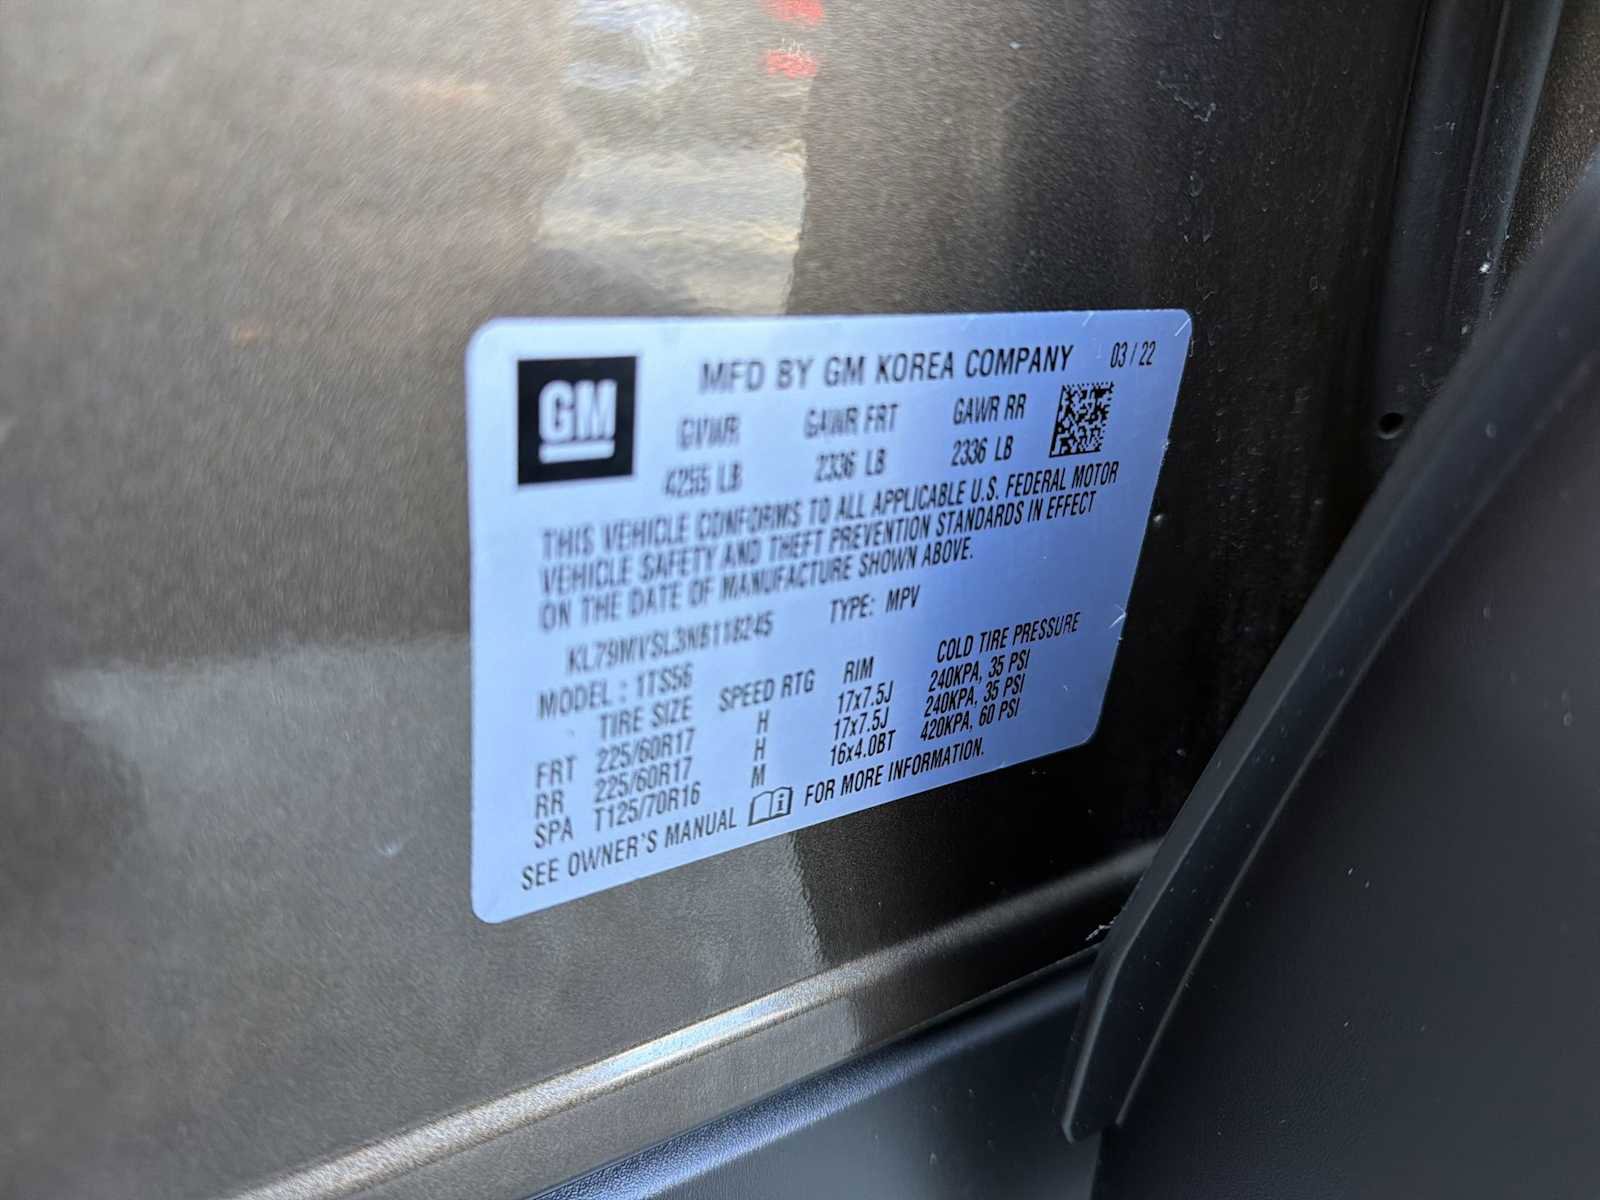 GM
MFD BY GM KOREA COMPANY 03/22
GVWR GAWR FRT GAWR RR
4255 LB 2336 LB 2336 LB
THIS VEHICLE CONFORMS TO ALL APPLICABLE U.S. FEDERAL MOTOR
VEHICLE SAFETY AND THEFT PREVENTION STANDARDS IN EFFECT
ON THE DATE OF MANUFACTURE SHOWN ABOVE.
KL79MVSL3NB118245 TYPE: MPV
MODEL : 1TS56
TIRE SIZE SPEED RTG RIM COLD TIRE PRESSURE
FRT 225/60R17 H 17x7.5J 240KPA, 35 PSI
RR 225/60R17 H 17x7.5J 240KPA, 35 PSI
SPA T125/70R16 M 16x4.0BT 420KPA, 60 PSI
SEE OWNER'S MANUAL FOR MORE INFORMATION.